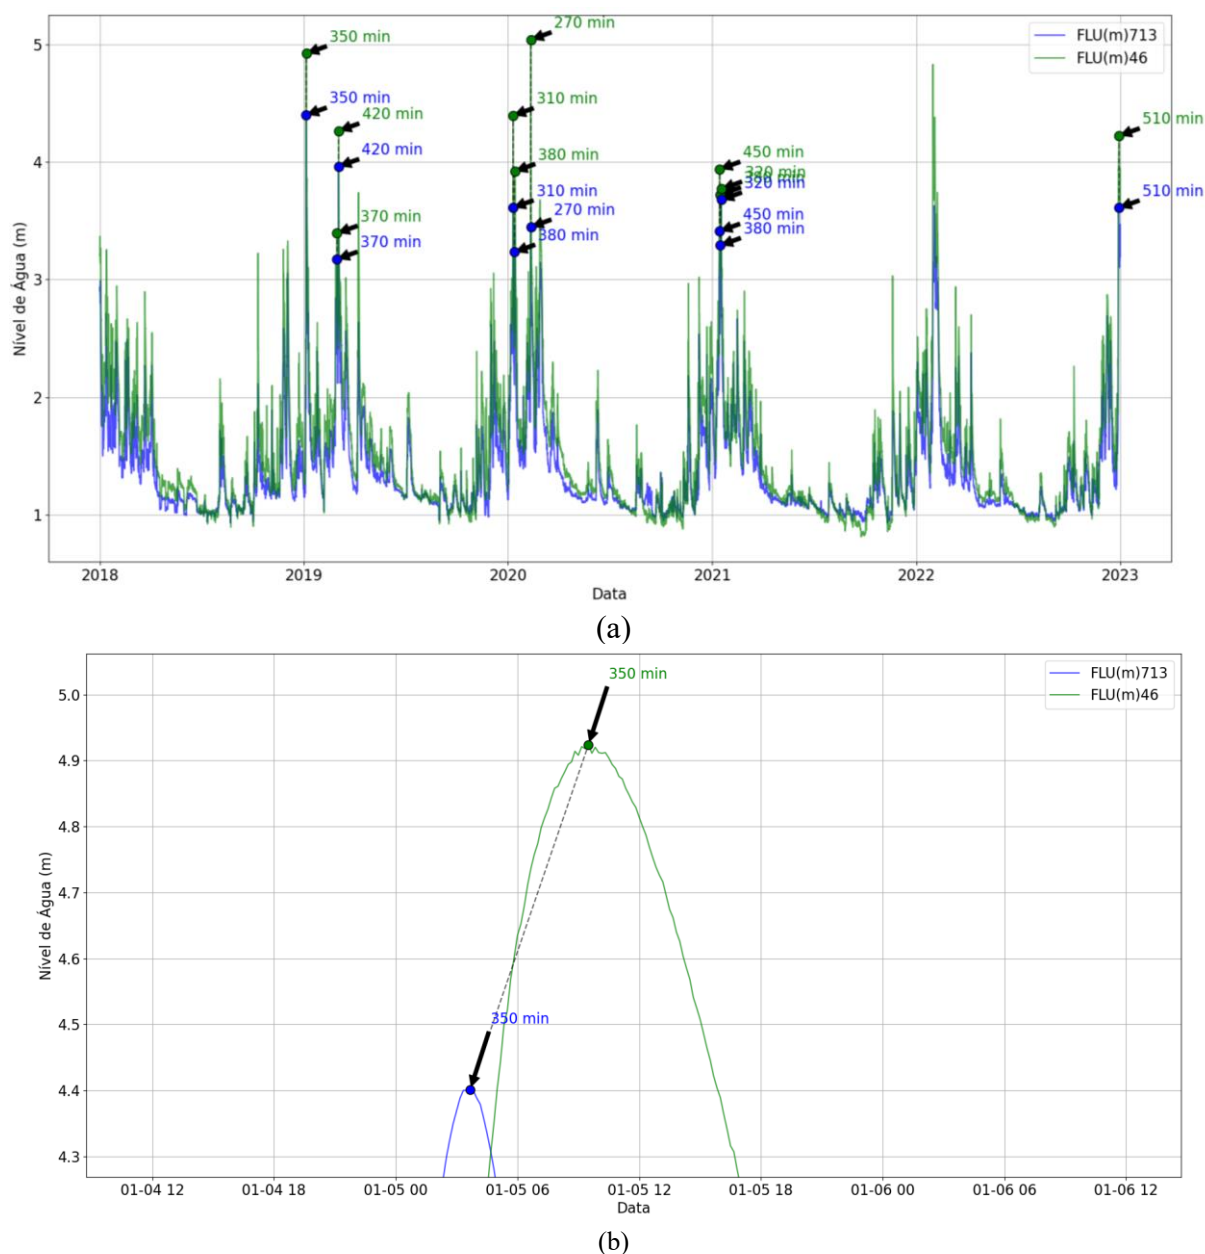 270 min
350 min
FLU(m)713
FLU(m)46
5
350 min
310 min
420 min
510 min
4
420 min
380 min
450 min
320 min
320 min
310 min
510 min
370 min
270 min
450 min
370 min
380 min
380 min
3
2
1
Nível de Água (m)
2018
2019
2020
2021
2022
2023
Data
(a)
350 min
FLU(m)713
FLU(m)46
5.0
4.9
4.8
4.7
4.6
4.5
350 min
4.4
4.3
Nível de Água (m)
01-04 12
01-04 18
01-05 00
01-05 06
01-05 12
01-05 18
01-06 00
01-06 06
01-06 12
Data
(b)